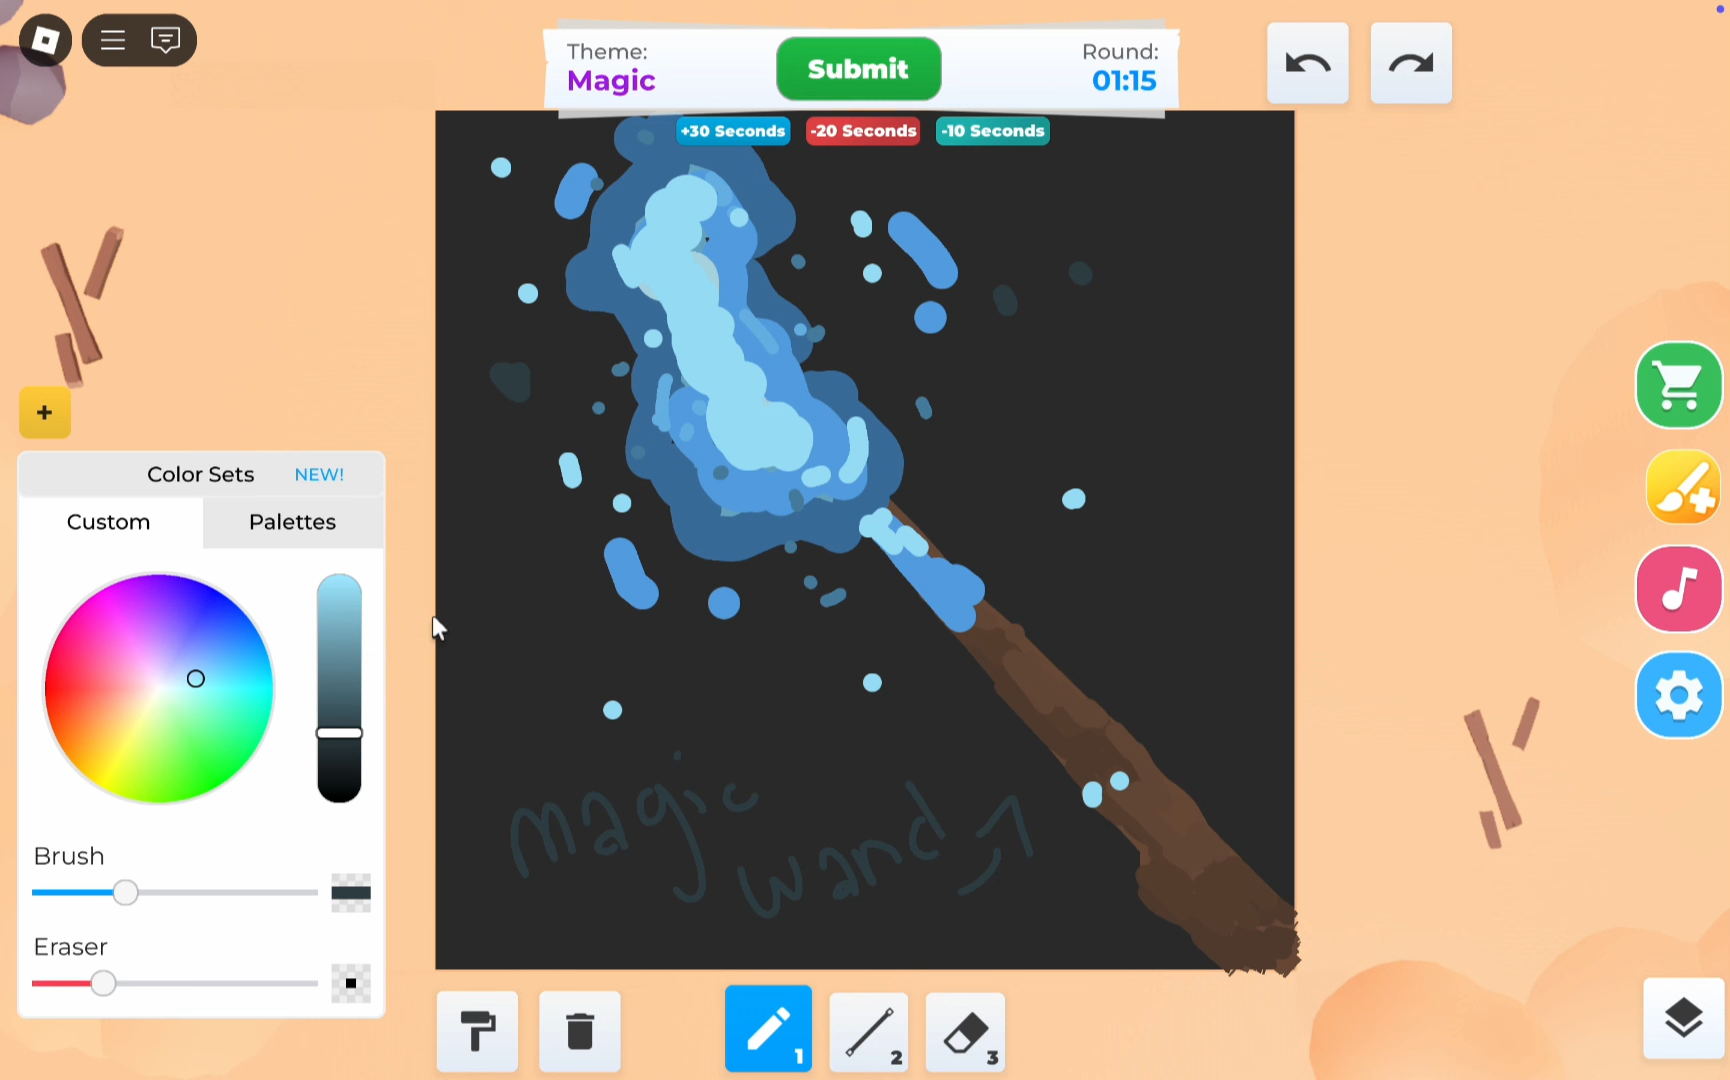 Theme:
Magic
Submit
Round:
01:15
+30 Seconds
-20 Seconds
-10 Seconds
+
Color Sets
NEW!
Custom
Palettes
Brush
Eraser
magic
wand
1
2
3